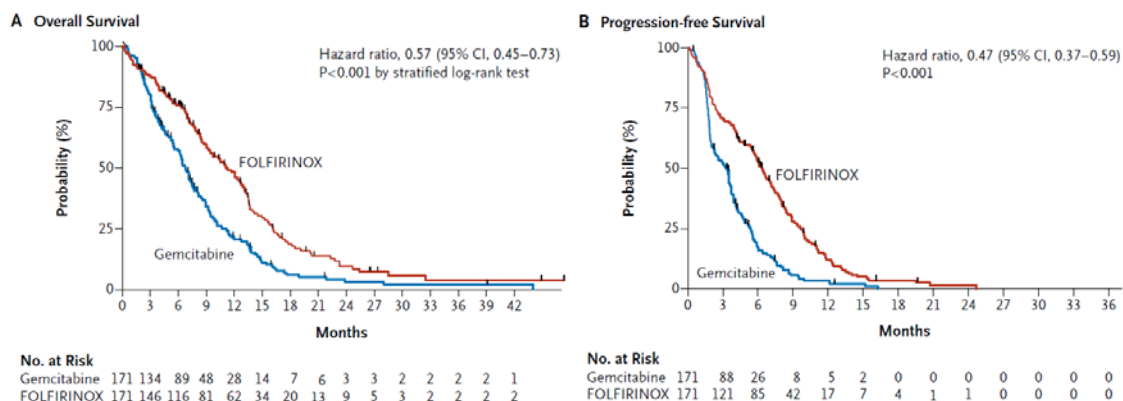 A Overall Survival
Hazard ratio, 0.57 (95% CI, 0.45–0.73)
P<0.001 by stratified log-rank test
Probability (%)
100
75
50
25
0
FOLFIRINOX
Gemcitabine
0 3 6 9 12 15 18 21 24 27 30 33 36 39 42
Months
No. at Risk
Gemcitabine 171 134 89 48 28 14 7 6 3 3 2 2 2 2 1
FOLFIRINOX 171 146 116 81 62 34 20 13 9 5 3 2 2 2 2
B Progression-free Survival
Hazard ratio, 0.47 (95% CI, 0.37–0.59)
P<0.001
Probability (%)
100
75
50
25
0
FOLFIRINOX
Gemcitabine
0 3 6 9 12 15 18 21 24 27 30 33 36
Months
No. at Risk
Gemcitabine 171 88 26 8 5 2 0 0 0 0 0 0 0
FOLFIRINOX 171 121 85 42 17 7 4 1 1 0 0 0 0